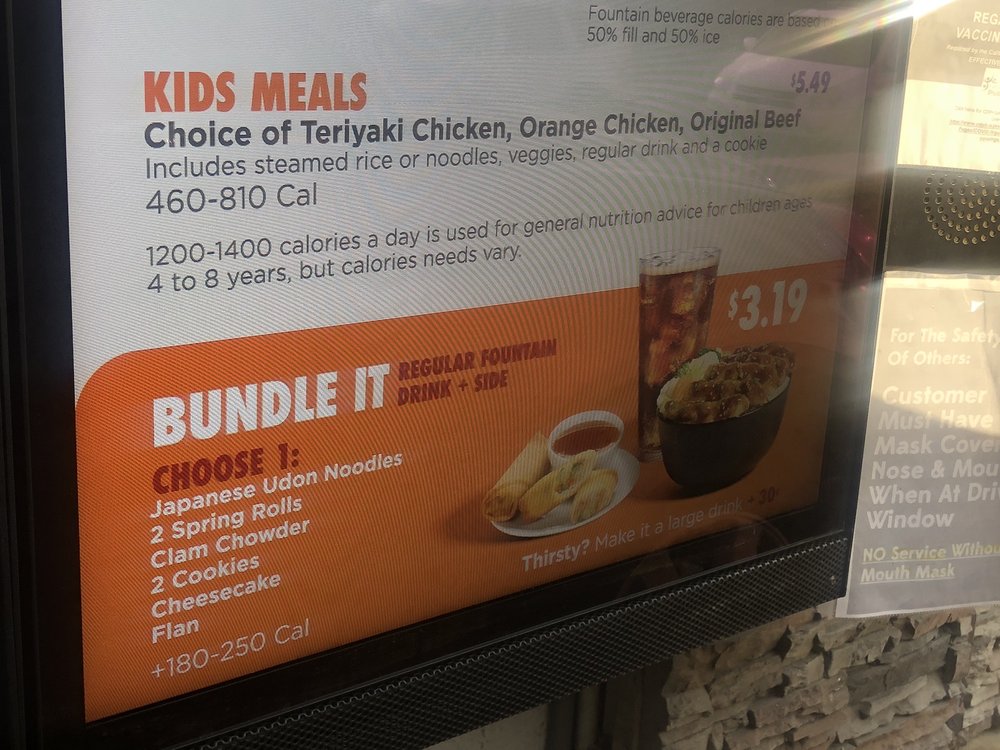 Fountain beverage calories are based on
50% fill and 50% ice
KIDS MEALS
$5.49
Choice of Teriyaki Chicken, Orange Chicken, Original Beef
Includes steamed rice or noodles, veggies, regular drink and a cookie
460-810 Cal
1200-1400 calories a day is used for general nutrition advice for children ages
4 to 8 years, but calories needs vary.
$3.19
BUNDLE IT
REGULAR FOUNTAIN
DRINK + SIDE
CHOOSE 1:
Japanese Udon Noodles
2 Spring Rolls
Clam Chowder
2 Cookies
Cheesecake
Flan
+180-250 Cal
Thirsty? Make it a large drink + 30¢
VACCIN
EFFECTIVE
For The Safety
Of Others:
Customer
Must Have
Mask Cover
Nose & Mou
When At Dri
Window
NO Service Withou
Mouth Mask